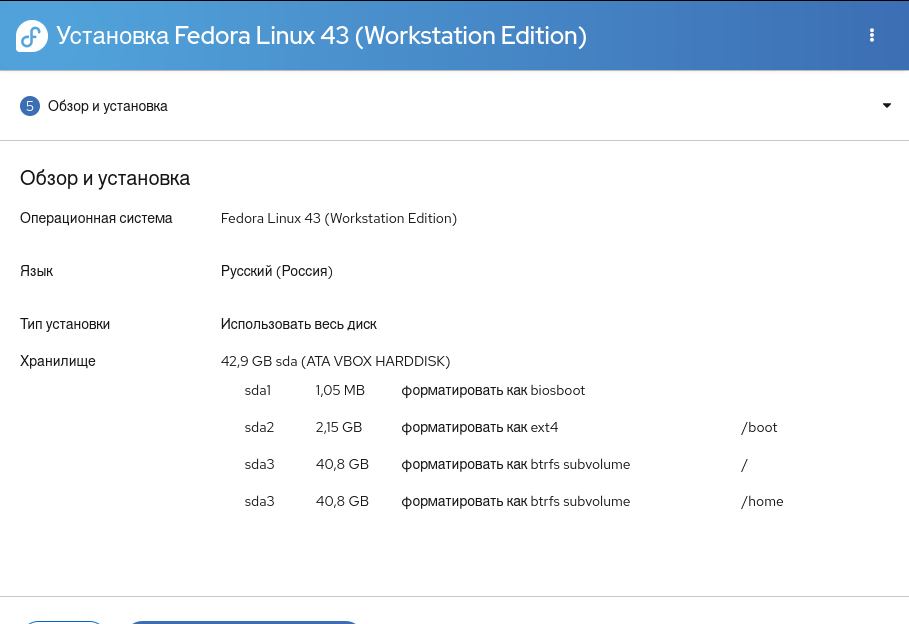 Установка Fedora Linux 43 (Workstation Edition)
5 Обзор и установка
Обзор и установка
Операционная система Fedora Linux 43 (Workstation Edition)
Язык Русский (Россия)
Тип установки Использовать весь диск
Хранилище 42,9 GB sda (ATA VBOX HARDDISK)
sda1 1,05 MB форматировать как biosboot
sda2 2,15 GB форматировать как ext4 /boot
sda3 40,8 GB форматировать как btrfs subvolume /
sda3 40,8 GB форматировать как btrfs subvolume /home